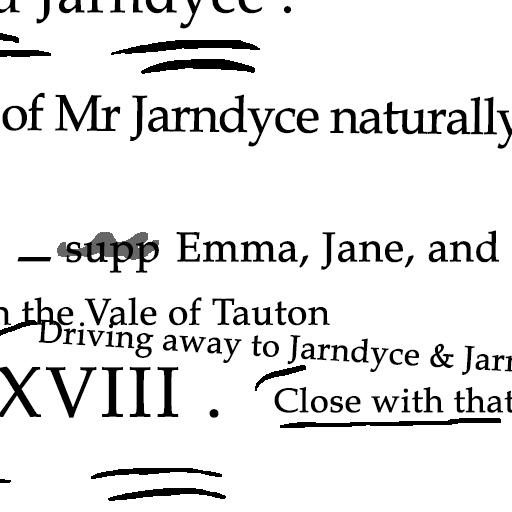 Jarndyce .
of Mr Jarndyce naturally
— supp Emma, Jane, and
the Vale of Tauton
Driving away to Jarndyce & Jarn
XVIII .
Close with that